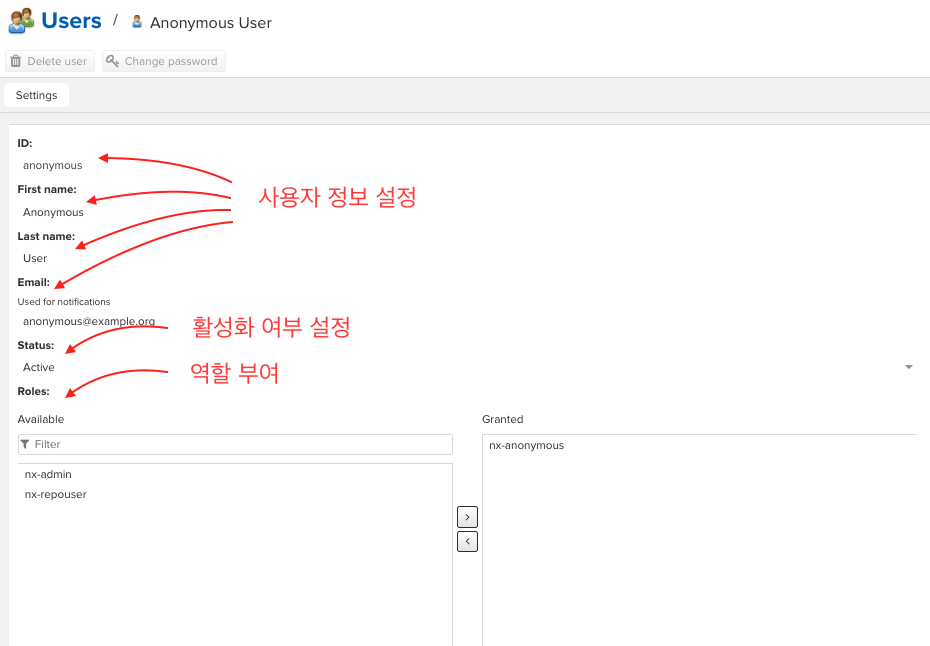 Users / Anonymous User
Delete user Change password
Settings
ID:
anonymous
First name:
사용자 정보 설정
Anonymous
Last name:
User
Email:
Used for notifications
anonymous@example.org
활성화 여부 설정
Status:
Active
역할 부여
Roles:
Available Granted
Filter nx-anonymous
nx-admin
nx-repouser
>
<